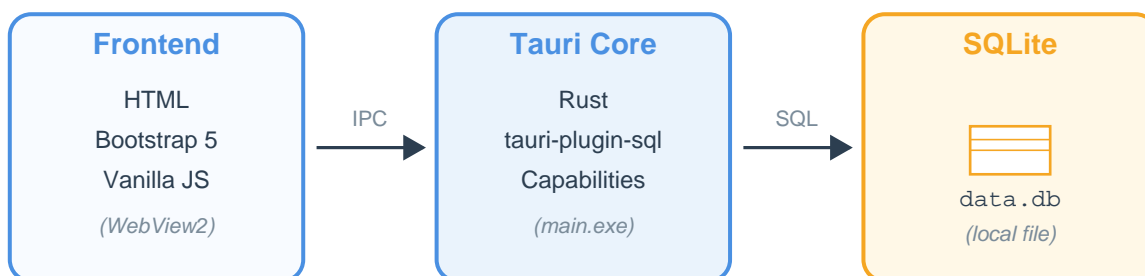 Frontend
HTML
Bootstrap 5
Vanilla JS
(WebView2)
IPC
Tauri Core
Rust
tauri-plugin-sql
Capabilities
(main.exe)
SQL
SQLite
data.db
(local file)